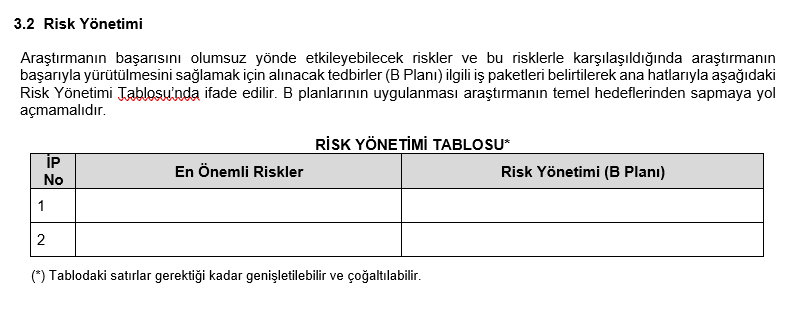 3.2 Risk Yönetimi
Araştırmanın başarısını olumsuz yönde etkileyebilecek riskler ve bu risklerle karşılaşıldığında araştırmanın
başarıyla yürütülmesini sağlamak için alınacak tedbirler (B Planı) ilgili iş paketleri belirtilerek ana hatlarıyla aşağıdaki
Risk Yönetimi Tablosu'nda ifade edilir. B planlarının uygulanması araştırmanın temel hedeflerinden sapmaya yol
açmamalıdır.
RİSK YÖNETİMİ TABLOSU*
İP
No
En Önemli Riskler
Risk Yönetimi (B Planı)
1
2
(*) Tablodaki satırlar gerektiği kadar genişletilebilir ve çoğaltılabilir.